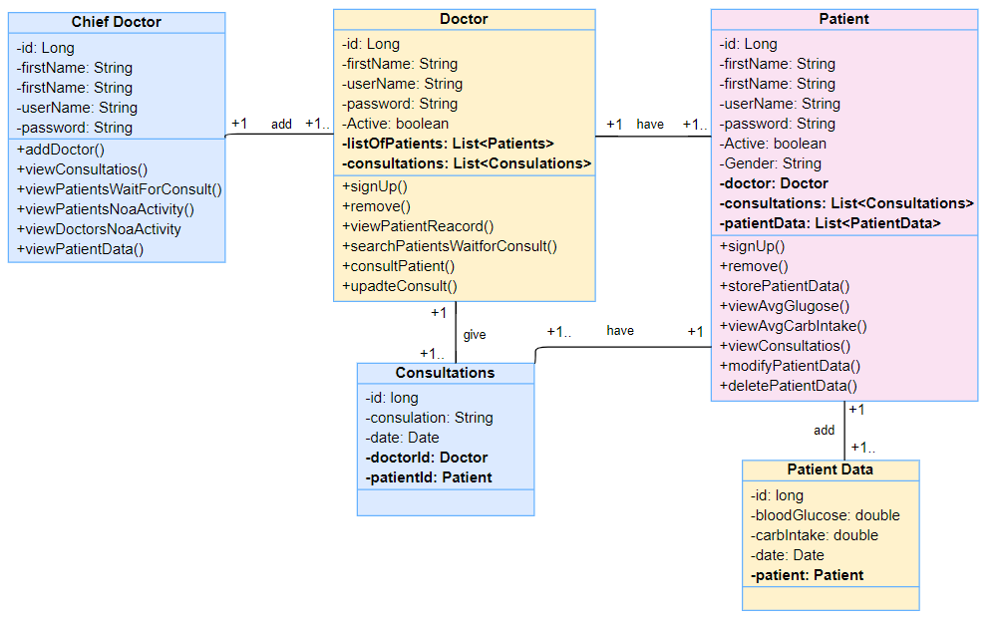 Chief Doctor
-id: Long
-firstName: String
-firstName: String
-userName: String
-password: String
+addDoctor()
+viewConsultatios()
+viewPatientsWaitForConsult()
+viewPatientsNoaActivity()
+viewDoctorsNoaActivity
+viewPatientData()
+1 add +1..
Doctor
-id: Long
-firstName: String
-userName: String
-password: String
-Active: boolean
-listOfPatients: List<Patients>
-consultations: List<Consulations>
+signUp()
+remove()
+viewPatientReacord()
+searchPatientsWaitforConsult()
+consultPatient()
+upadteConsult()
+1 have +1..
Patient
-id: Long
-firstName: String
-firstName: String
-userName: String
-password: String
-Active: boolean
-Gender: String
-doctor: Doctor
-consultations: List<Consultations>
-patientData: List<PatientData>
+signUp()
+remove()
+storePatientData()
+viewAvgGlugose()
+viewAvgCarbIntake()
+viewConsultatios()
+modifyPatientData()
+deletePatientData()
+1
give
+1..
+1.. have +1
Consultations
-id: long
-consulation: String
-date: Date
-doctorId: Doctor
-patientId: Patient
+1
add
+1..
Patient Data
-id: long
-bloodGlucose: double
-carbIntake: double
-date: Date
-patient: Patient